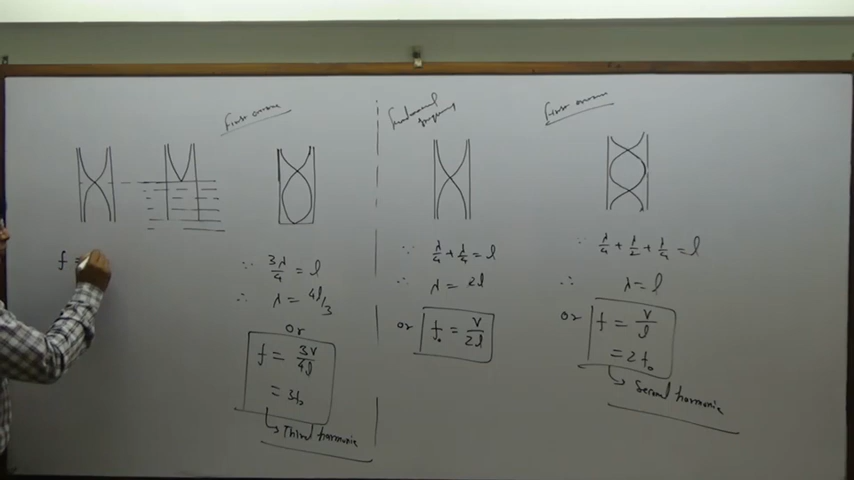 f =
First overtone
∵ 3λ/4 = l
∴ λ = 4l/3
or
f = 3v/4l
= 3f₀
→ Third harmonic
fundamental frequency
∵ λ/4 + λ/4 = l
∴ λ = 2l
or f₀ = v/2l
First overtone
∵ λ/4 + λ/2 + λ/4 = l
∴ λ = l
or f = v/l
= 2f₀
→ Second harmonic